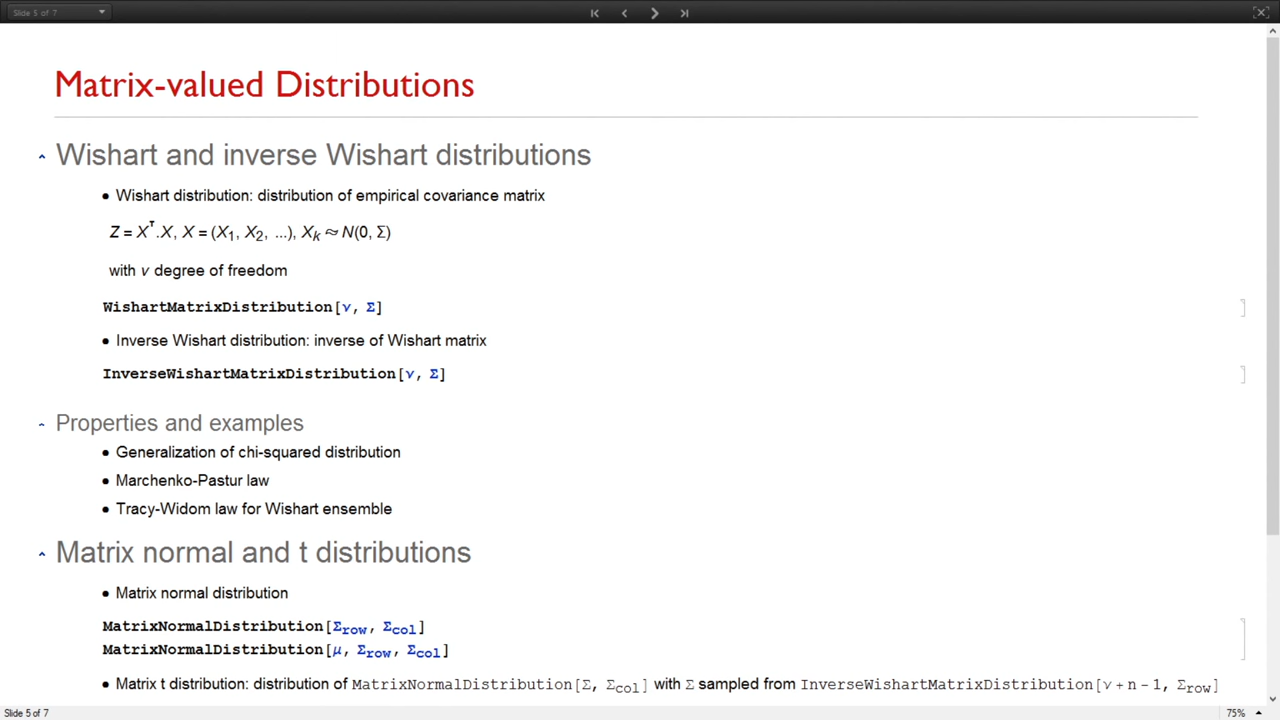 Slide 5 of 7
Matrix-valued Distributions
Wishart and inverse Wishart distributions
• Wishart distribution: distribution of empirical covariance matrix
Z = Xᵀ.X, X = (X₁, X₂, ...), Xₖ ≈ N(0, Σ)
with ν degree of freedom
WishartMatrixDistribution[ν, Σ]
• Inverse Wishart distribution: inverse of Wishart matrix
InverseWishartMatrixDistribution[ν, Σ]
Properties and examples
• Generalization of chi-squared distribution
• Marchenko-Pastur law
• Tracy-Widom law for Wishart ensemble
Matrix normal and t distributions
• Matrix normal distribution
MatrixNormalDistribution[Σrow, Σcol]
MatrixNormalDistribution[μ, Σrow, Σcol]
• Matrix t distribution: distribution of MatrixNormalDistribution[Σ, Σcol] with Σ sampled from InverseWishartMatrixDistribution[ν + n - 1, Σrow]
Slide 5 of 7
75%